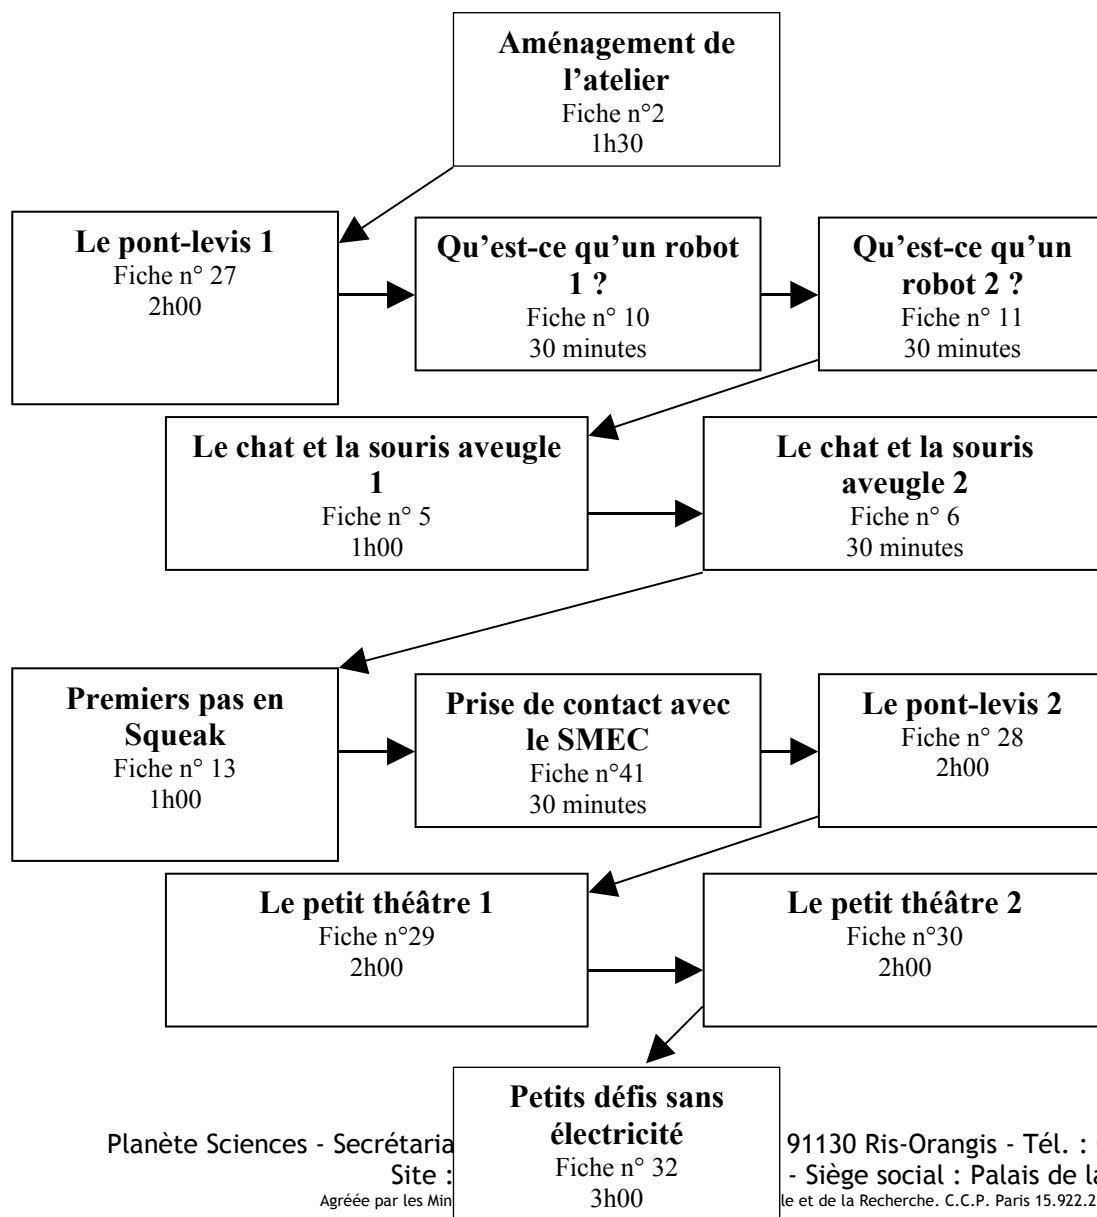 Aménagement de
l’atelier
Fiche n°2
1h30
Le pont-levis 1
Fiche n° 27
2h00
Qu’est-ce qu’un robot
1 ?
Fiche n° 10
30 minutes
Qu’est-ce qu’un
robot 2 ?
Fiche n° 11
30 minutes
Le chat et la souris aveugle
1
Fiche n° 5
1h00
Le chat et la souris
aveugle 2
Fiche n° 6
30 minutes
Premiers pas en
Squeak
Fiche n° 13
1h00
Prise de contact avec
le SMEC
Fiche n°41
30 minutes
Le pont-levis 2
Fiche n° 28
2h00
Le petit théâtre 1
Fiche n°29
2h00
Le petit théâtre 2
Fiche n°30
2h00
Petits défis sans
électricité
Fiche n° 32
3h00
Planète Sciences - Secrétaria 91130 Ris-Orangis - Tél. :
Site : - Siège social : Palais de la
Agréée par les Min le et de la Recherche. C.C.P. Paris 15.922.2